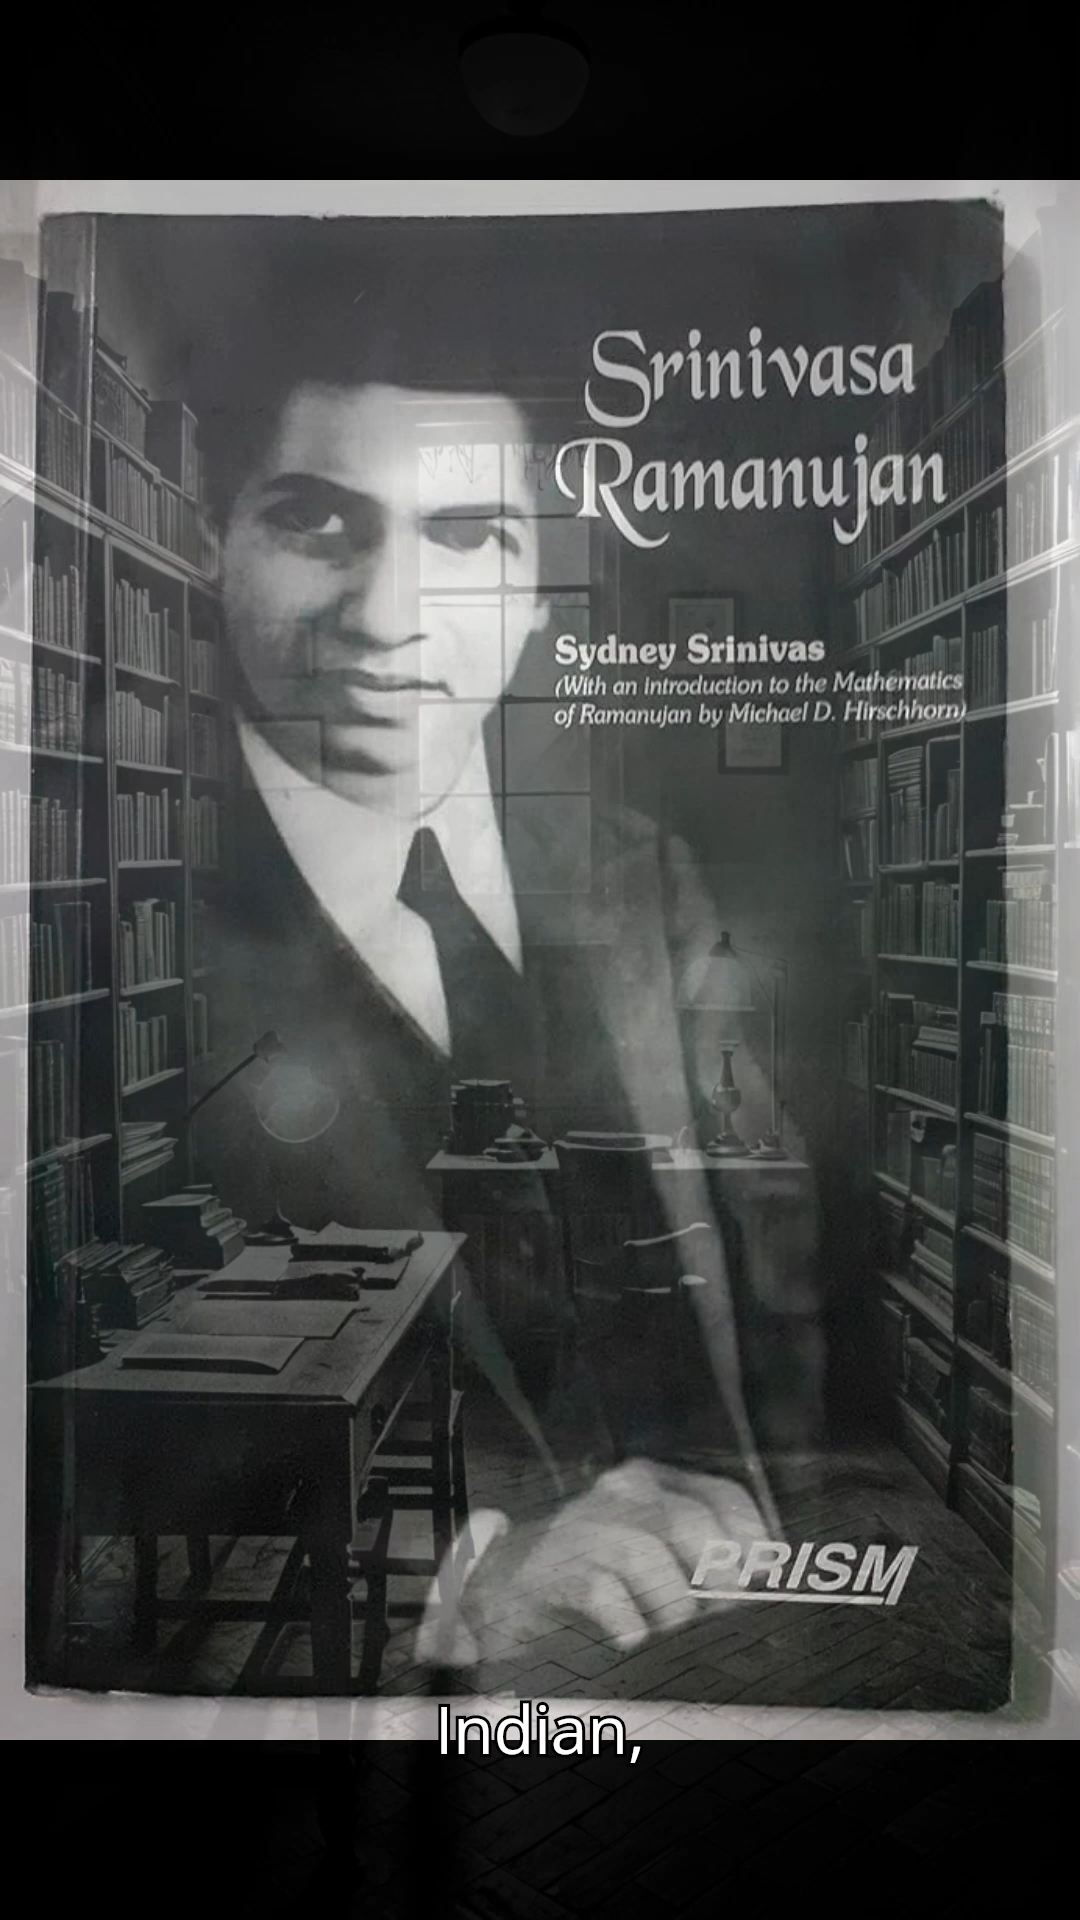 Srinivasa
Ramanujan
Sydney Srinivas
(With an introduction to the Mathematics
of Ramanujan by Michael D. Hirschhorn)
PRISM
Indian,